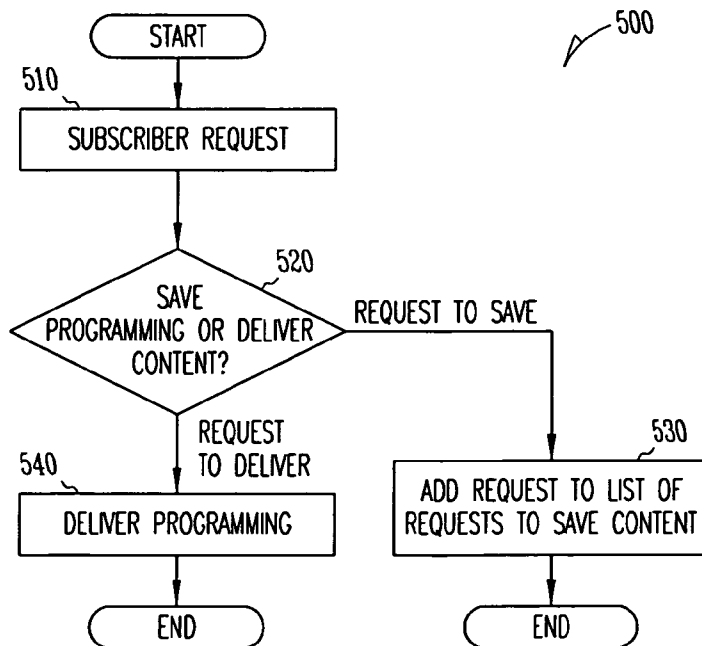 START
500
510
SUBSCRIBER REQUEST
520
SAVE
PROGRAMMING OR DELIVER
CONTENT?
REQUEST TO SAVE
REQUEST
TO DELIVER
530
ADD REQUEST TO LIST OF
REQUESTS TO SAVE CONTENT
540
DELIVER PROGRAMMING
END
END